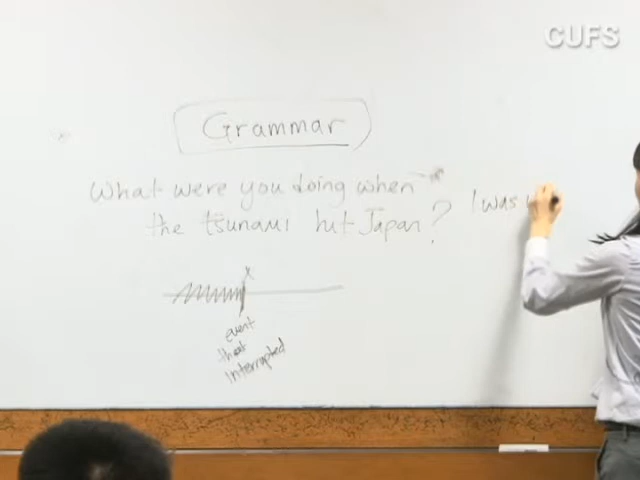 CUFS
Grammar
What were you doing when
the tsunami hit Japan?
I was
event
that
interrupted